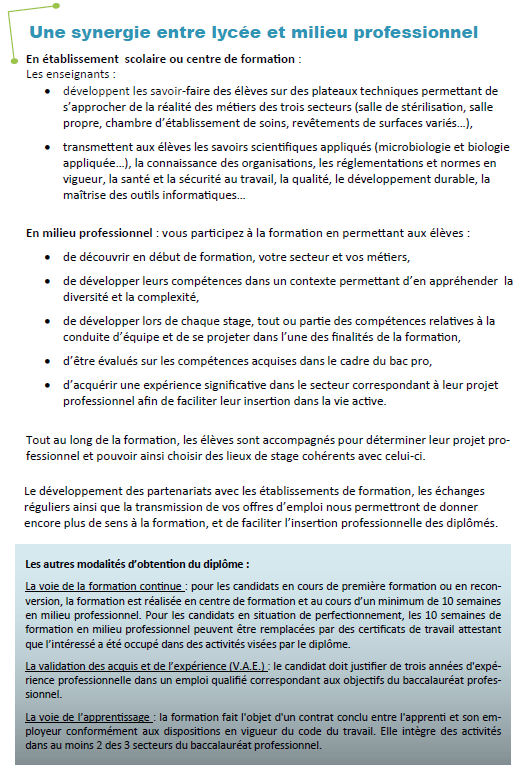 Une synergie entre lycée et milieu professionnel
En établissement scolaire ou centre de formation :
Les enseignants :
• développent les savoir-faire des élèves sur des plateaux techniques permettant de
s’approcher de la réalité des métiers des trois secteurs (salle de stérilisation, salle
propre, chambre d’établissement de soins, revêtements de surfaces variés…),
• transmettent aux élèves les savoirs scientifiques appliqués (microbiologie et biologie
appliquée…), la connaissance des organisations, les réglementations et normes en
vigueur, la santé et la sécurité au travail, la qualité, le développement durable, la
maîtrise des outils informatiques…
En milieu professionnel : vous participez à la formation en permettant aux élèves :
• de découvrir en début de formation, votre secteur et vos métiers,
• de développer leurs compétences dans un contexte permettant d’en appréhender la
diversité et la complexité,
• de développer lors de chaque stage, tout ou partie des compétences relatives à la
conduite d’équipe et de se projeter dans l’une des finalités de la formation,
• d’être évalués sur les compétences acquises dans le cadre du bac pro,
• d’acquérir une expérience significative dans le secteur correspondant à leur projet
professionnel afin de faciliter leur insertion dans la vie active.
Tout au long de la formation, les élèves sont accompagnés pour déterminer leur projet pro-
fessionnel et pouvoir ainsi choisir des lieux de stage cohérents avec celui-ci.
Le développement des partenariats avec les établissements de formation, les échanges
réguliers ainsi que la transmission de vos offres d’emploi nous permettront de donner
encore plus de sens à la formation, et de faciliter l’insertion professionnelle des diplômés.
Les autres modalités d’obtention du diplôme :
La voie de la formation continue : pour les candidats en cours de première formation ou en recon-
version, la formation est réalisée en centre de formation et au cours d’un minimum de 10 semaines
en milieu professionnel. Pour les candidats en situation de perfectionnement, les 10 semaines de
formation en milieu professionnel peuvent être remplacées par des certificats de travail attestant
que l’intéressé a été occupé dans des activités visées par le diplôme.
La validation des acquis et de l’expérience (V.A.E.) : le candidat doit justifier de trois années d'expé-
rience professionnelle dans un emploi qualifié correspondant aux objectifs du baccalauréat profes-
sionnel.
La voie de l’apprentissage : la formation fait l'objet d'un contrat conclu entre l'apprenti et son em-
ployeur conformément aux dispositions en vigueur du code du travail. Elle intègre des activités
dans au moins 2 des 3 secteurs du baccalauréat professionnel.